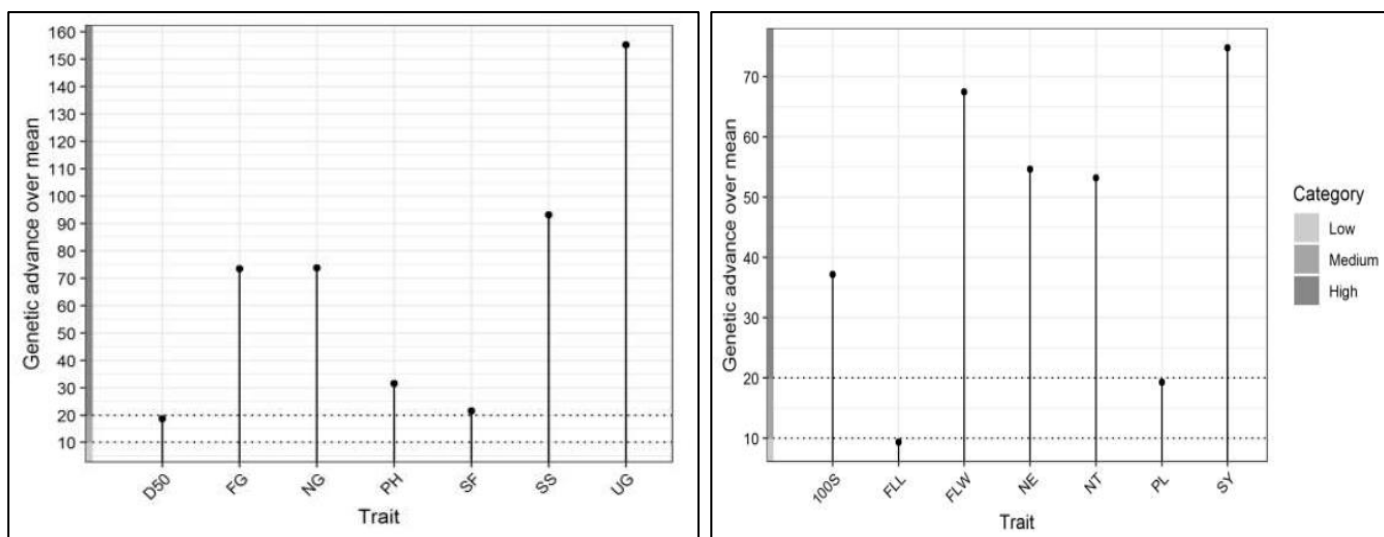 Genetic advance over mean
160
150
140
130
120
110
100
90
80
70
60
50
40
30
20
10
D50 FG NG PH SF SS UG
Trait
Genetic advance over mean
70
60
50
40
30
20
10
100S FLL FLW NE NT PL SY
Trait
Category
Low
Medium
High